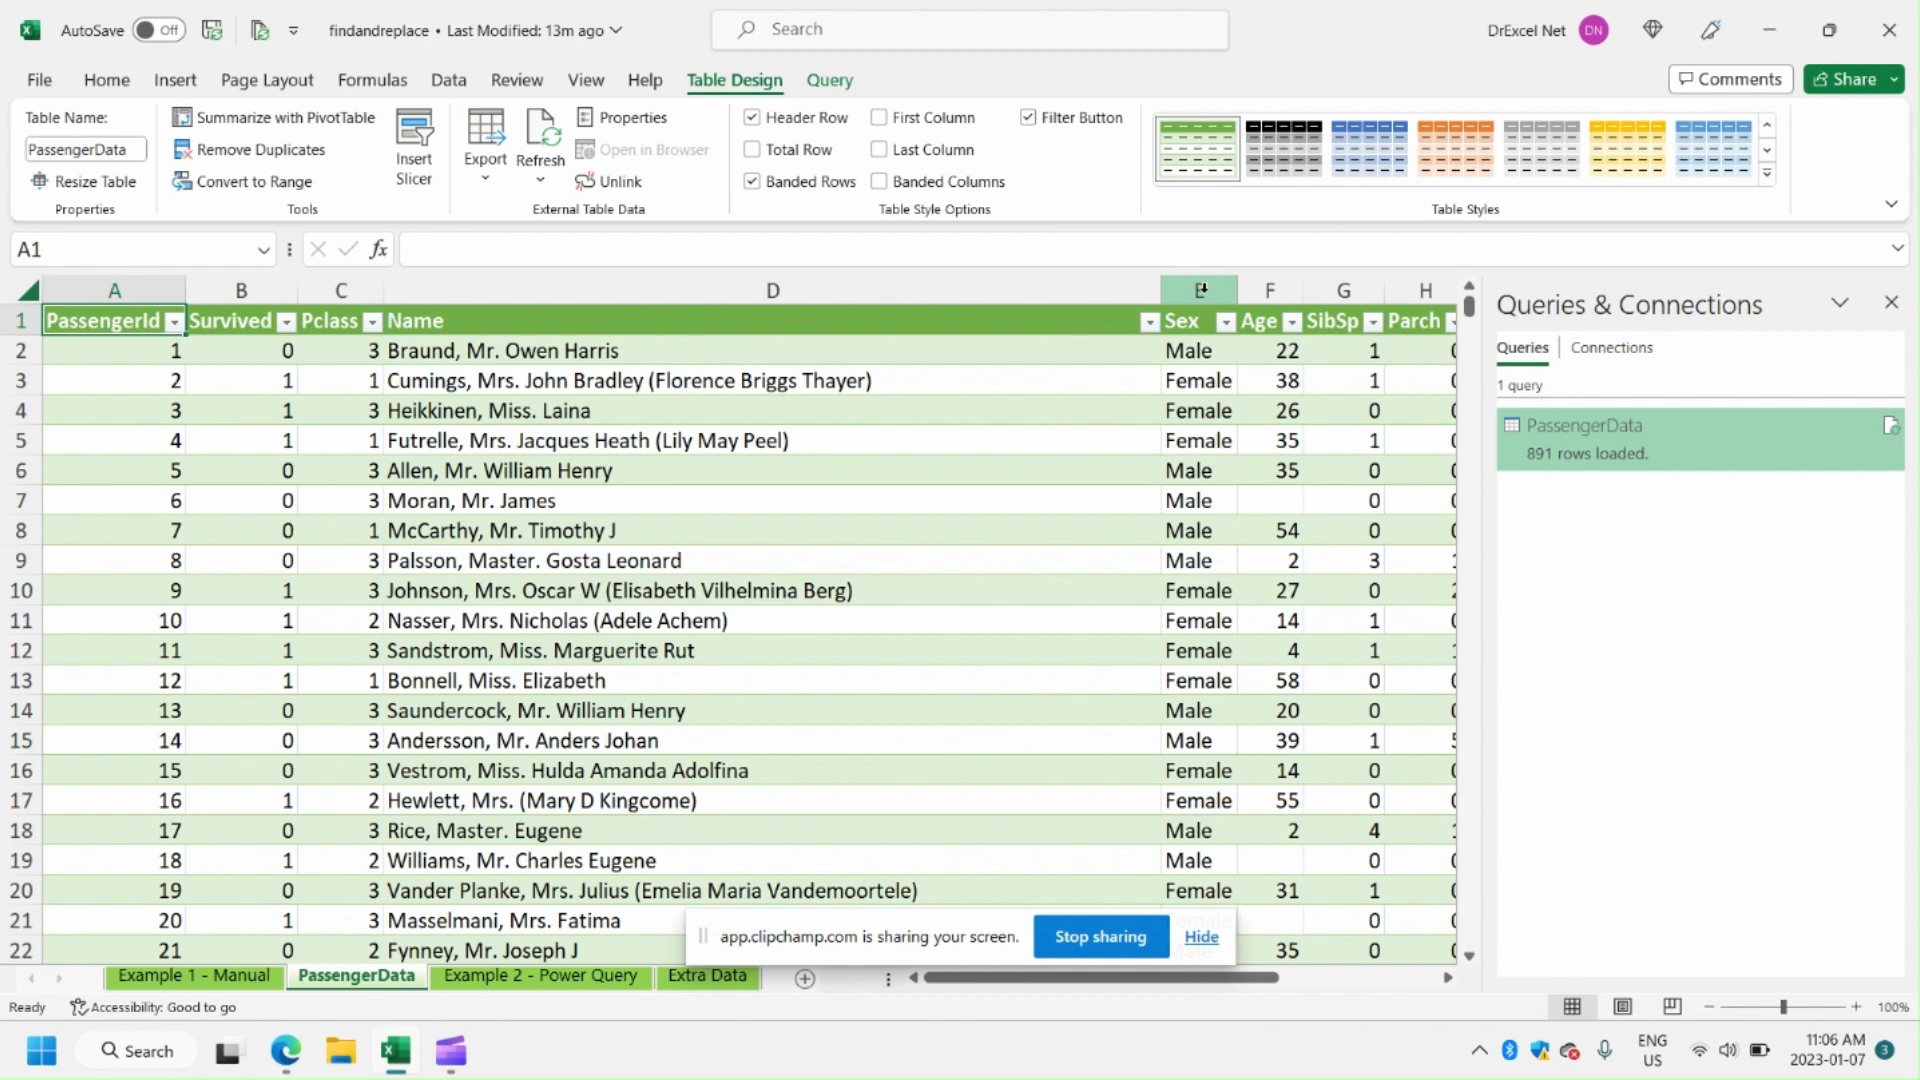 AutoSave Off findandreplace • Last Modified: 13m ago Search DrExcel Net DN
File Home Insert Page Layout Formulas Data Review View Help Table Design Query Comments Share
Table Name:
PassengerData
Resize Table
Properties
Summarize with PivotTable
Remove Duplicates
Convert to Range
Tools
Insert
Slicer
Export
Refresh
Properties
Open in Browser
Unlink
External Table Data
Header Row First Column Filter Button
Total Row Last Column
Banded Rows Banded Columns
Table Style Options
Table Styles
A1 fx
A B C D E F G H
1 PassengerId Survived Pclass Name Sex Age SibSp Parch
2 1 0 3 Braund, Mr. Owen Harris Male 22 1
3 2 1 1 Cumings, Mrs. John Bradley (Florence Briggs Thayer) Female 38 1
4 3 1 3 Heikkinen, Miss. Laina Female 26 0
5 4 1 1 Futrelle, Mrs. Jacques Heath (Lily May Peel) Female 35 1
6 5 0 3 Allen, Mr. William Henry Male 35 0
7 6 0 3 Moran, Mr. James Male 0
8 7 0 1 McCarthy, Mr. Timothy J Male 54 0
9 8 0 3 Palsson, Master. Gosta Leonard Male 2 3
10 9 1 3 Johnson, Mrs. Oscar W (Elisabeth Vilhelmina Berg) Female 27 0
11 10 1 2 Nasser, Mrs. Nicholas (Adele Achem) Female 14 1
12 11 1 3 Sandstrom, Miss. Marguerite Rut Female 4 1
13 12 1 1 Bonnell, Miss. Elizabeth Female 58 0
14 13 0 3 Saundercock, Mr. William Henry Male 20 0
15 14 0 3 Andersson, Mr. Anders Johan Male 39 1
16 15 0 3 Vestrom, Miss. Hulda Amanda Adolfina Female 14 0
17 16 1 2 Hewlett, Mrs. (Mary D Kingcome) Female 55 0
18 17 0 3 Rice, Master. Eugene Male 2 4
19 18 1 2 Williams, Mr. Charles Eugene Male 0
20 19 0 3 Vander Planke, Mrs. Julius (Emelia Maria Vandemoortele) Female 31 1
21 20 1 3 Masselmani, Mrs. Fatima 0
22 21 0 2 Fynney, Mr. Joseph J 35 0
app.clipchamp.com is sharing your screen. Stop sharing Hide
Queries & Connections
Queries Connections
1 query
PassengerData
891 rows loaded.
Example 1 - Manual PassengerData Example 2 - Power Query Extra Data
Ready Accessibility: Good to go 100%
Search
ENG
US
11:06 AM
2023-01-07
3